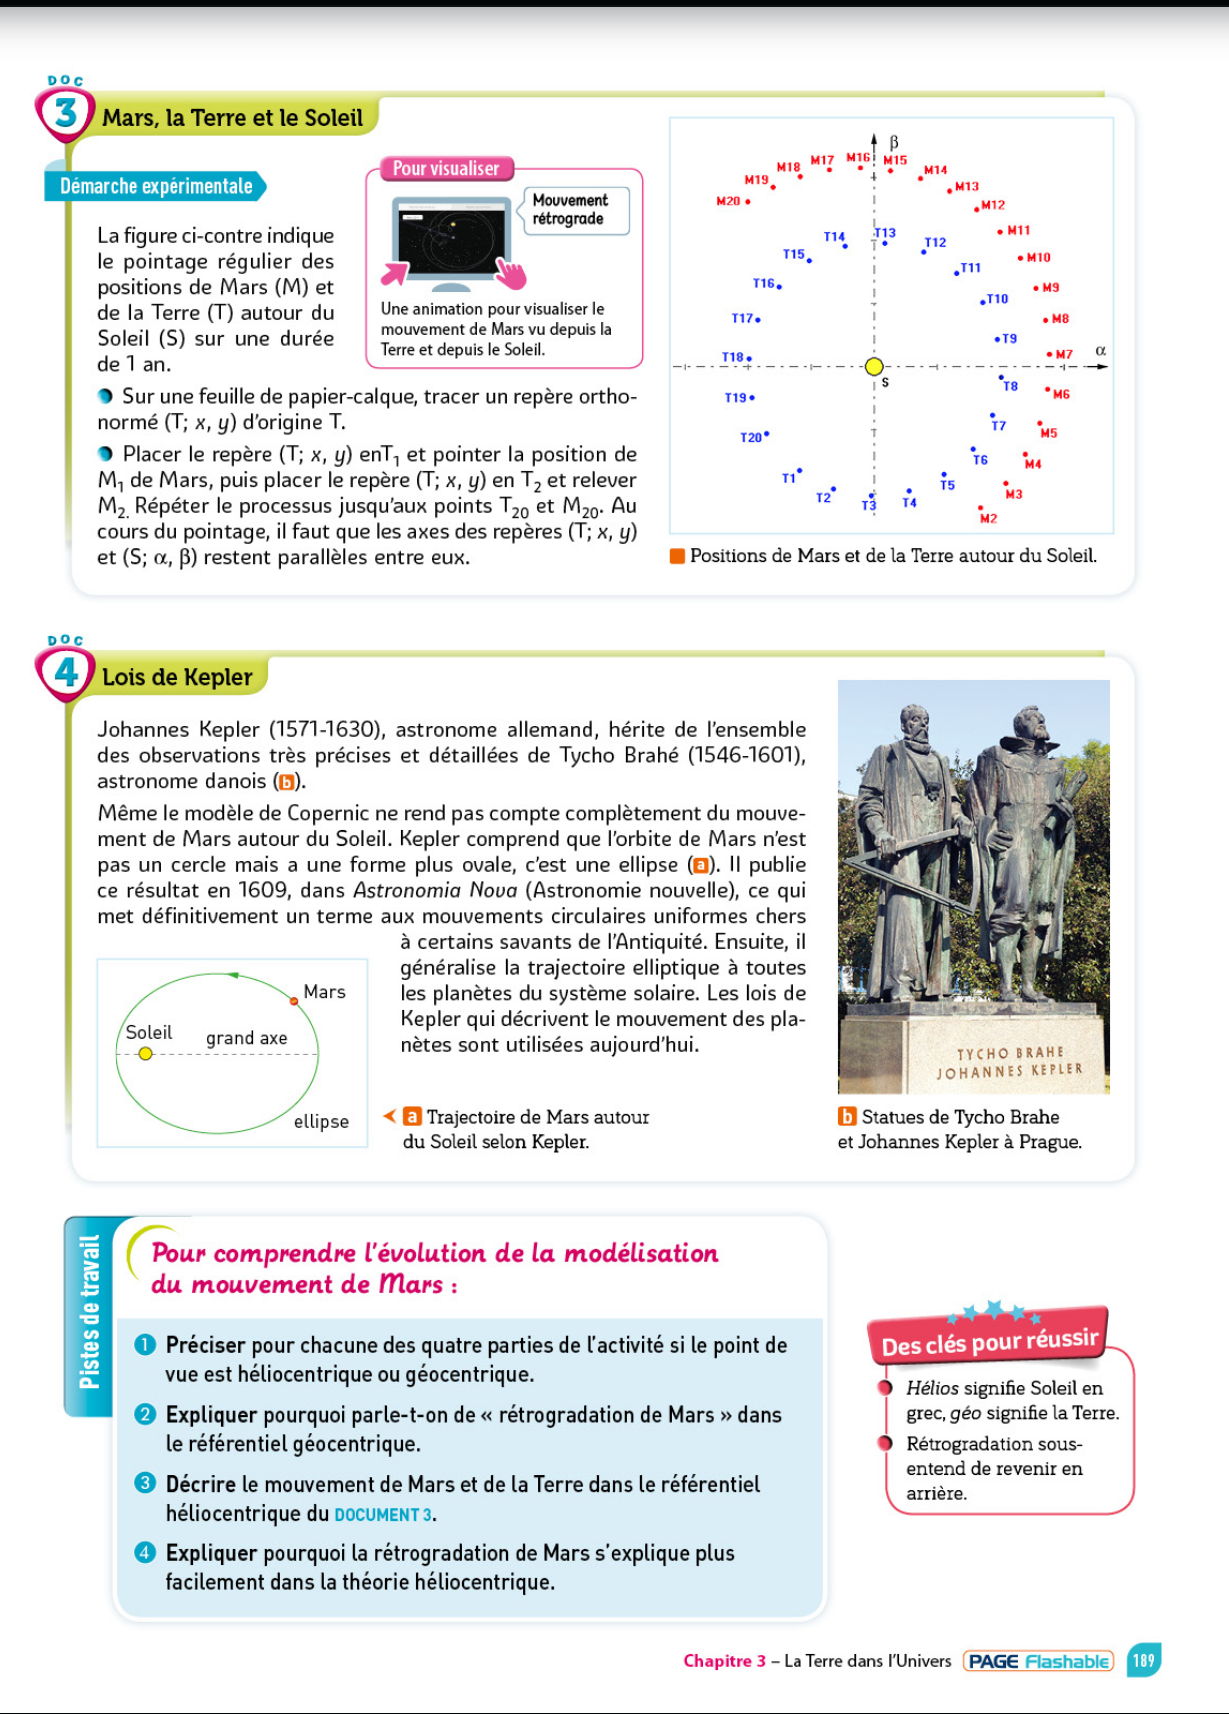 DOC
3
Mars, la Terre et le Soleil
Démarche expérimentale
La figure ci-contre indique
le pointage régulier des
positions de Mars (M) et
de la Terre (T) autour du
Soleil (S) sur une durée
de 1 an.
Pour visualiser
Mouvement
rétrograde
Une animation pour visualiser le
mouvement de Mars vu depuis la
Terre et depuis le Soleil.
Sur une feuille de papier-calque, tracer un repère ortho-
normé (T; x, y) d'origine T.
Placer le repère (T; x, y) enT1 et pointer la position de
M1 de Mars, puis placer le repère (T; x, y) en T2 et relever
M2. Répéter le processus jusqu'aux points T20 et M20. Au
cours du pointage, il faut que les axes des repères (T; x, y)
et (S; α, β) restent parallèles entre eux.
β
M20
M19
M18
M17
M16
M15
M14
M13
M12
M11
M10
M9
M8
M7
α
M6
M5
M4
M3
M2
T14
T13
T12
T15
T11
T16
T10
T17
T9
T18
S
T8
T19
T7
T20
T6
T1
T2
T3
T4
T5
Positions de Mars et de la Terre autour du Soleil.
DOC
4
Lois de Kepler
Johannes Kepler (1571-1630), astronome allemand, hérite de l'ensemble
des observations très précises et détaillées de Tycho Brahé (1546-1601),
astronome danois (b).
Même le modèle de Copernic ne rend pas compte complètement du mouve-
ment de Mars autour du Soleil. Kepler comprend que l'orbite de Mars n'est
pas un cercle mais a une forme plus ovale, c'est une ellipse (a). Il publie
ce résultat en 1609, dans Astronomia Nova (Astronomie nouvelle), ce qui
met définitivement un terme aux mouvements circulaires uniformes chers
à certains savants de l'Antiquité. Ensuite, il
généralise la trajectoire elliptique à toutes
les planètes du système solaire. Les lois de
Kepler qui décrivent le mouvement des pla-
nètes sont utilisées aujourd'hui.
Mars
Soleil
grand axe
ellipse
a Trajectoire de Mars autour
du Soleil selon Kepler.
TYCHO BRAHE
JOHANNES KEPLER
b Statues de Tycho Brahe
et Johannes Kepler à Prague.
Pistes de travail
Pour comprendre l'évolution de la modélisation
du mouvement de Mars :
1 Préciser pour chacune des quatre parties de l'activité si le point de
vue est héliocentrique ou géocentrique.
2 Expliquer pourquoi parle-t-on de « rétrogradation de Mars » dans
le référentiel géocentrique.
3 Décrire le mouvement de Mars et de la Terre dans le référentiel
héliocentrique du DOCUMENT 3.
4 Expliquer pourquoi la rétrogradation de Mars s'explique plus
facilement dans la théorie héliocentrique.
Des clés pour réussir
Hélios signifie Soleil en
grec, géo signifie la Terre.
Rétrogradation sous-
entend de revenir en
arrière.
Chapitre 3 – La Terre dans l'Univers
PAGE Flashable
189